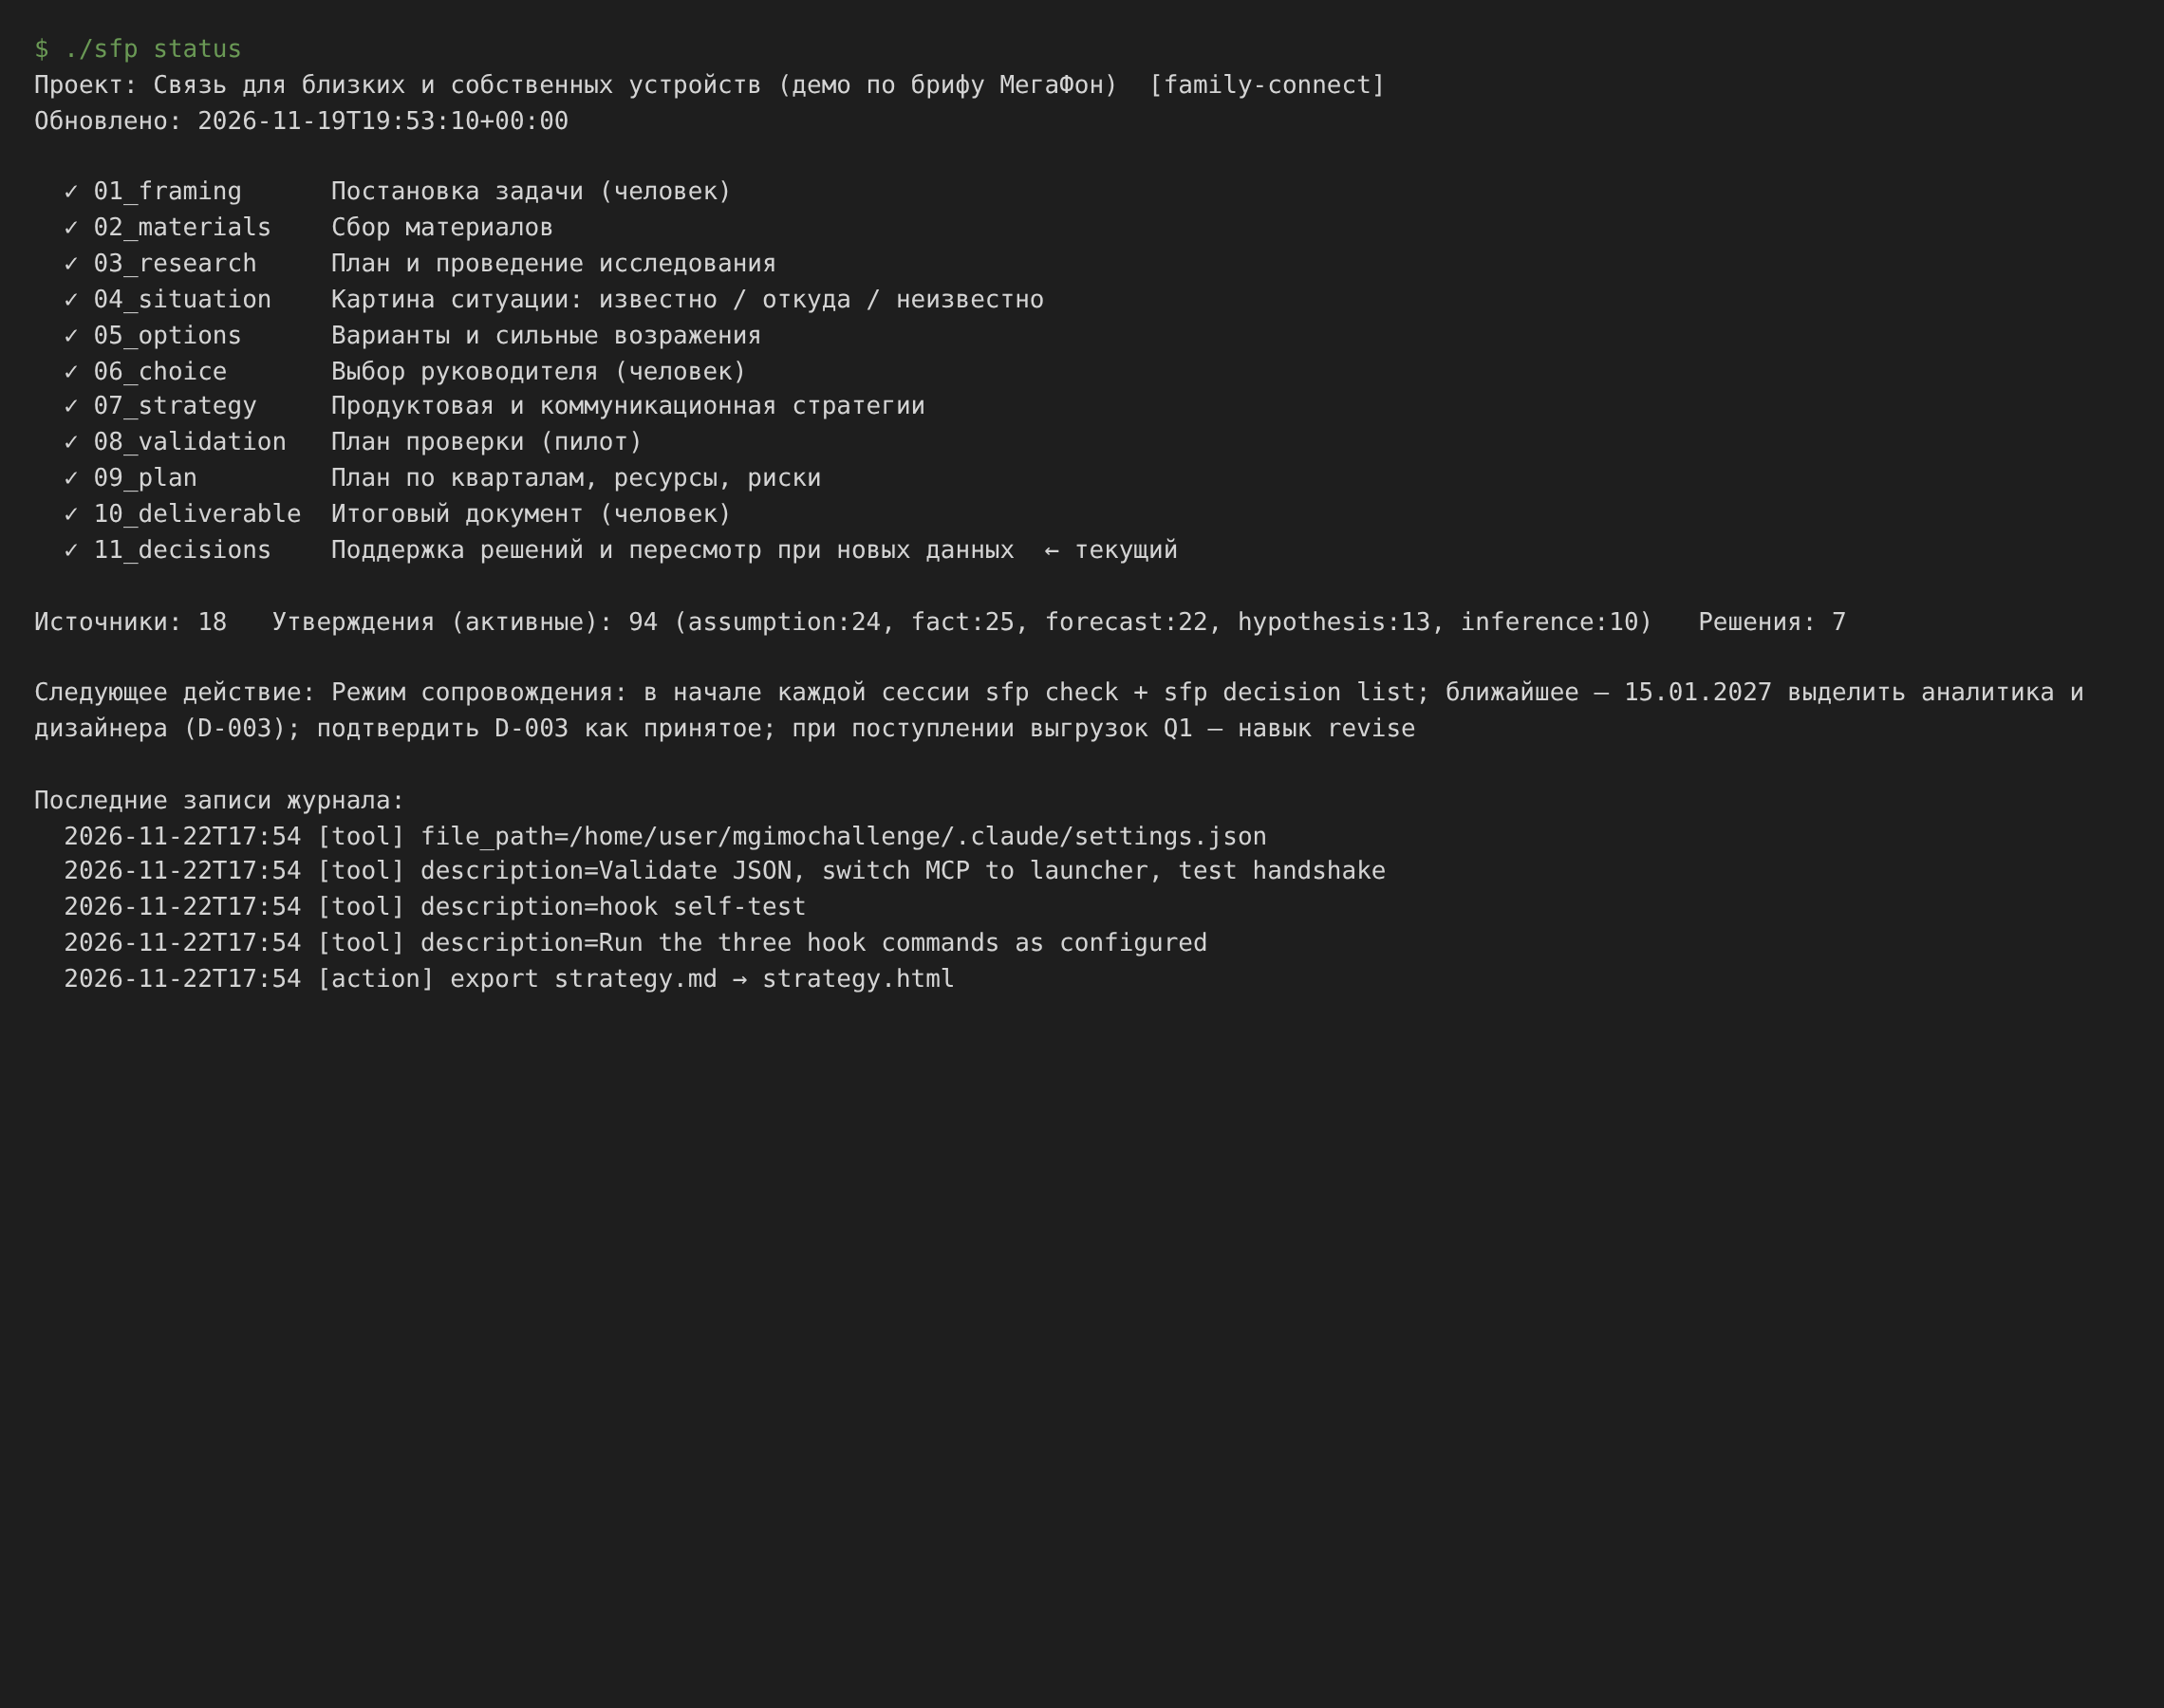 $ ./sfp status
Проект: Связь для близких и собственных устройств (демо по брифу МегаФон)  [family-connect]
Обновлено: 2026-11-19T19:53:10+00:00
✓ 01_framing      Постановка задачи (человек)
✓ 02_materials    Сбор материалов
✓ 03_research     План и проведение исследования
✓ 04_situation    Картина ситуации: известно / откуда / неизвестно
✓ 05_options      Варианты и сильные возражения
✓ 06_choice       Выбор руководителя (человек)
✓ 07_strategy     Продуктовая и коммуникационная стратегии
✓ 08_validation   План проверки (пилот)
✓ 09_plan         План по кварталам, ресурсы, риски
✓ 10_deliverable  Итоговый документ (человек)
✓ 11_decisions    Поддержка решений и пересмотр при новых данных  ← текущий
Источники: 18   Утверждения (активные): 94 (assumption:24, fact:25, forecast:22, hypothesis:13, inference:10)   Решения: 7
Следующее действие: Режим сопровождения: в начале каждой сессии sfp check + sfp decision list; ближайшее — 15.01.2027 выделить аналитика и
дизайнера (D-003); подтвердить D-003 как принятое; при поступлении выгрузок Q1 — навык revise
Последние записи журнала:
2026-11-22T17:54 [tool] file_path=/home/user/mgimochallenge/.claude/settings.json
2026-11-22T17:54 [tool] description=Validate JSON, switch MCP to launcher, test handshake
2026-11-22T17:54 [tool] description=hook self-test
2026-11-22T17:54 [tool] description=Run the three hook commands as configured
2026-11-22T17:54 [action] export strategy.md → strategy.html